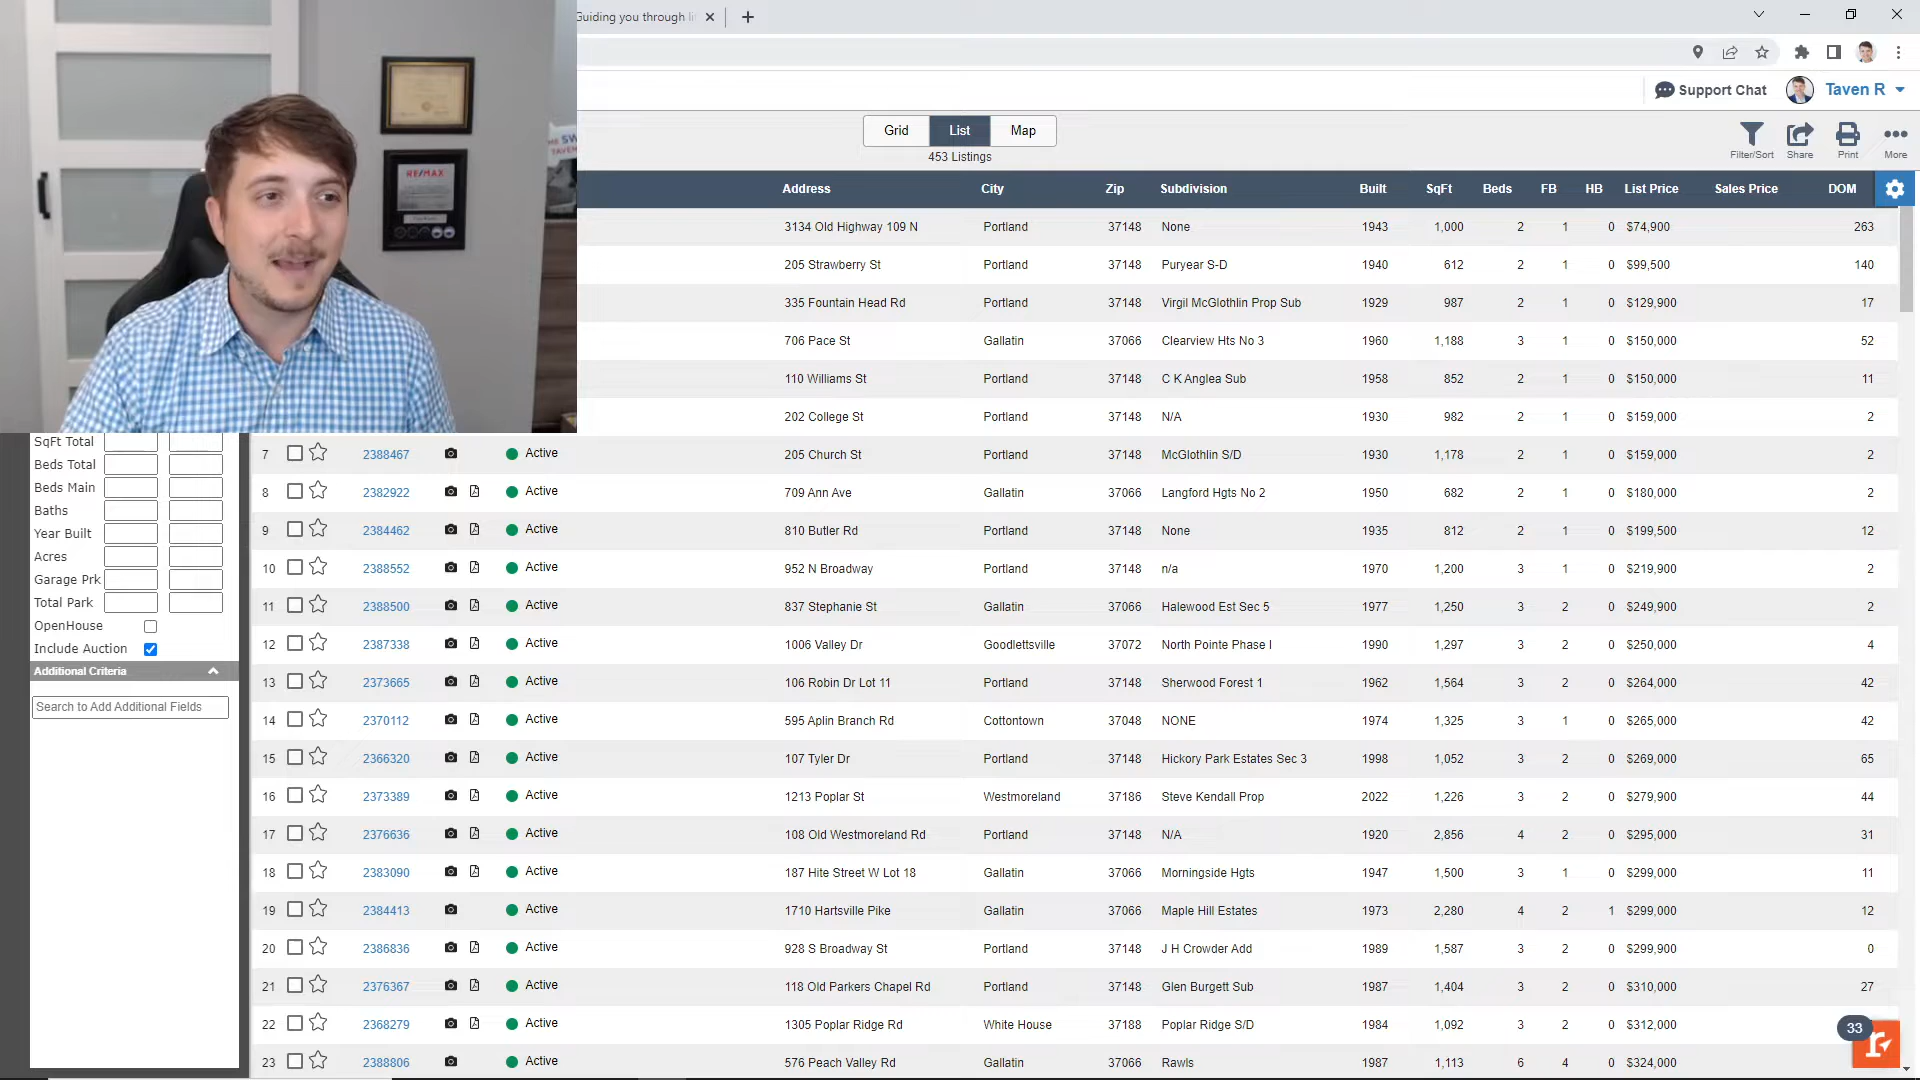 Guiding you through li
Support Chat
Taven R
Grid
List
Map
453 Listings
Filter/Sort
Share
Print
More
RE/MAX
Address City Zip Subdivision Built SqFt Beds FB HB List Price Sales Price DOM
3134 Old Highway 109 N Portland 37148 None 1943 1,000 2 1 0 $74,900 263
205 Strawberry St Portland 37148 Puryear S-D 1940 612 2 1 0 $99,500 140
335 Fountain Head Rd Portland 37148 Virgil McGlothlin Prop Sub 1929 987 2 1 0 $129,900 17
706 Pace St Gallatin 37066 Clearview Hts No 3 1960 1,188 3 1 0 $150,000 52
110 Williams St Portland 37148 C K Anglea Sub 1958 852 2 1 0 $150,000 11
202 College St Portland 37148 N/A 1930 982 2 1 0 $159,000 2
7 2388467 Active 205 Church St Portland 37148 McGlothlin S/D 1930 1,178 2 1 0 $159,000 2
8 2382922 Active 709 Ann Ave Gallatin 37066 Langford Hgts No 2 1950 682 2 1 0 $180,000 2
9 2384462 Active 810 Butler Rd Portland 37148 None 1935 812 2 1 0 $199,500 12
10 2388552 Active 952 N Broadway Portland 37148 n/a 1970 1,200 3 1 0 $219,900 2
11 2388500 Active 837 Stephanie St Gallatin 37066 Halewood Est Sec 5 1977 1,250 3 2 0 $249,900 2
12 2387338 Active 1006 Valley Dr Goodlettsville 37072 North Pointe Phase I 1990 1,297 3 2 0 $250,000 4
13 2373665 Active 106 Robin Dr Lot 11 Portland 37148 Sherwood Forest 1 1962 1,564 3 2 0 $264,000 42
14 2370112 Active 595 Aplin Branch Rd Cottontown 37048 NONE 1974 1,325 3 1 0 $265,000 42
15 2366320 Active 107 Tyler Dr Portland 37148 Hickory Park Estates Sec 3 1998 1,052 3 2 0 $269,000 65
16 2373389 Active 1213 Poplar St Westmoreland 37186 Steve Kendall Prop 2022 1,226 3 2 0 $279,900 44
17 2376636 Active 108 Old Westmoreland Rd Portland 37148 N/A 1920 2,856 4 2 0 $295,000 31
18 2383090 Active 187 Hite Street W Lot 18 Gallatin 37066 Morningside Hgts 1947 1,500 3 1 0 $299,000 11
19 2384413 Active 1710 Hartsville Pike Gallatin 37066 Maple Hill Estates 1973 2,280 4 2 1 $299,000 12
20 2386836 Active 928 S Broadway St Portland 37148 J H Crowder Add 1989 1,587 3 2 0 $299,900 0
21 2376367 Active 118 Old Parkers Chapel Rd Portland 37148 Glen Burgett Sub 1987 1,404 3 2 0 $310,000 27
22 2368279 Active 1305 Poplar Ridge Rd White House 37188 Poplar Ridge S/D 1984 1,092 3 2 0 $312,000
23 2388806 Active 576 Peach Valley Rd Gallatin 37066 Rawls 1987 1,113 6 4 0 $324,000
33
SqFt Total
Beds Total
Beds Main
Baths
Year Built
Acres
Garage Prk
Total Park
OpenHouse
Include Auction
Additional Criteria
Search to Add Additional Fields